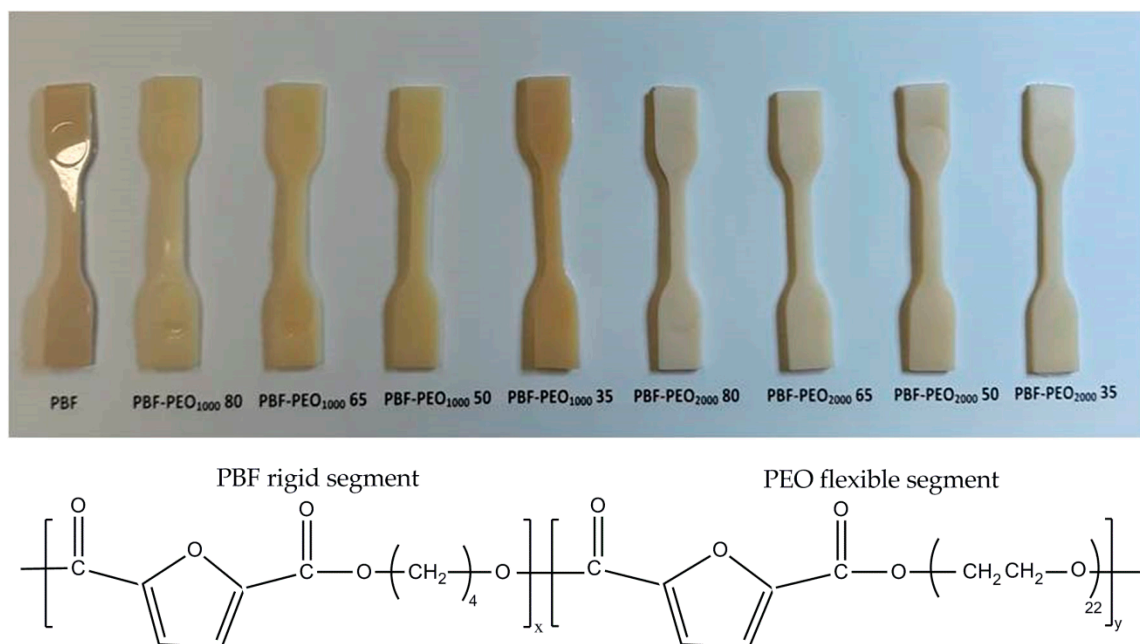 PBF PBF-PEO₁₀₀₀ 80 PBF-PEO₁₀₀₀ 65 PBF-PEO₁₀₀₀ 50 PBF-PEO₁₀₀₀ 35 PBF-PEO₂₀₀₀ 80 PBF-PEO₂₀₀₀ 65 PBF-PEO₂₀₀₀ 50 PBF-PEO₂₀₀₀ 35
PBF rigid segment PEO flexible segment
O O O O
O O
C C O (CH₂)₄ O x C C O (CH₂CH₂ O)₂₂ y